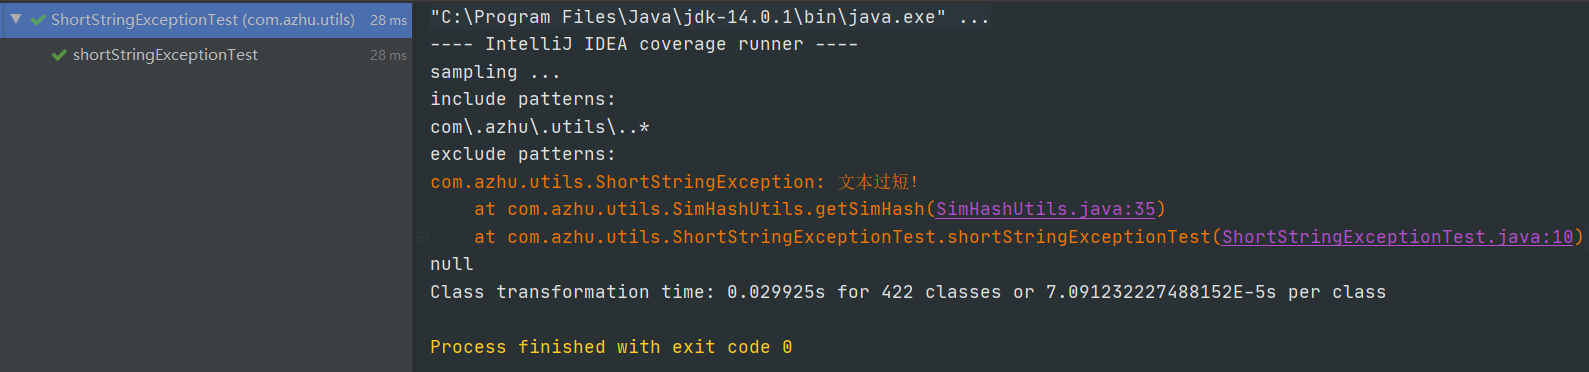 ShortStringExceptionTest (com.azhu.utils) 28 ms
shortStringExceptionTest 28 ms
"C:\Program Files\Java\jdk-14.0.1\bin\java.exe" ...
---- IntelliJ IDEA coverage runner ----
sampling ...
include patterns:
com\.azhu\.utils\..*
exclude patterns:
com.azhu.utils.ShortStringException: 文本过短!
at com.azhu.utils.SimHashUtils.getSimHash(SimHashUtils.java:35)
at com.azhu.utils.ShortStringExceptionTest.shortStringExceptionTest(ShortStringExceptionTest.java:10)
null
Class transformation time: 0.029925s for 422 classes or 7.091232227488152E-5s per class
Process finished with exit code 0